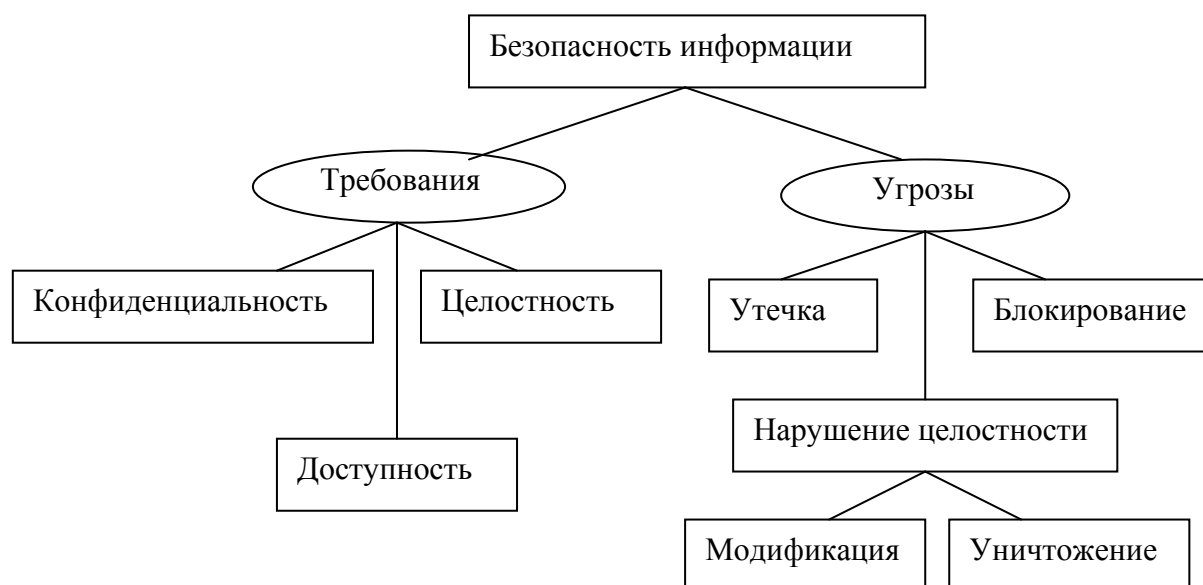 Безопасность информации
Требования
Угрозы
Конфиденциальность
Целостность
Утечка
Блокирование
Нарушение целостности
Доступность
Модификация
Уничтожение